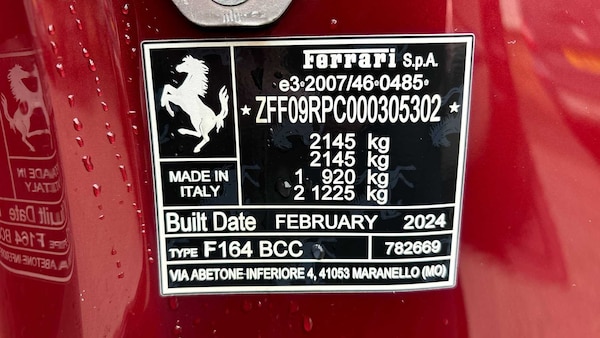 Ferrari S.p.A.
e3*2007/46*0485*
*ZFF09RPC000305302*
2145 kg
2145 kg
1 920 kg
2 1225 kg
MADE IN
ITALY
Built Date FEBRUARY 2024
TYPE F164 BCC 782669
VIA ABETONE-INFERIORE 4, 41053 MARANELLO (MO)